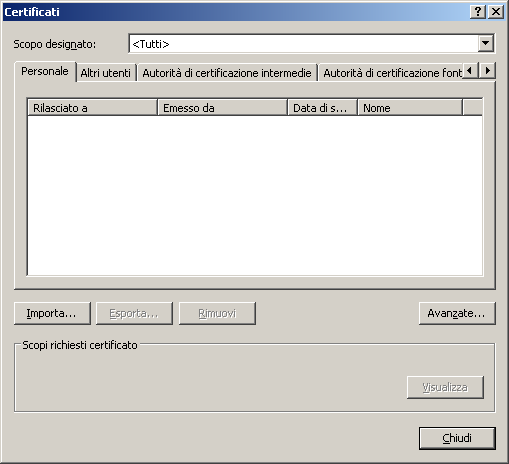 Certificati
Scopo designato: <Tutti>
Personale Altri utenti Autorità di certificazione intermedie Autorità di certificazione font
Rilasciato a Emesso da Data di s... Nome
Importa... Esporta... Rimuovi Avanzate...
Scopi richiesti certificato
Visualizza
Chiudi